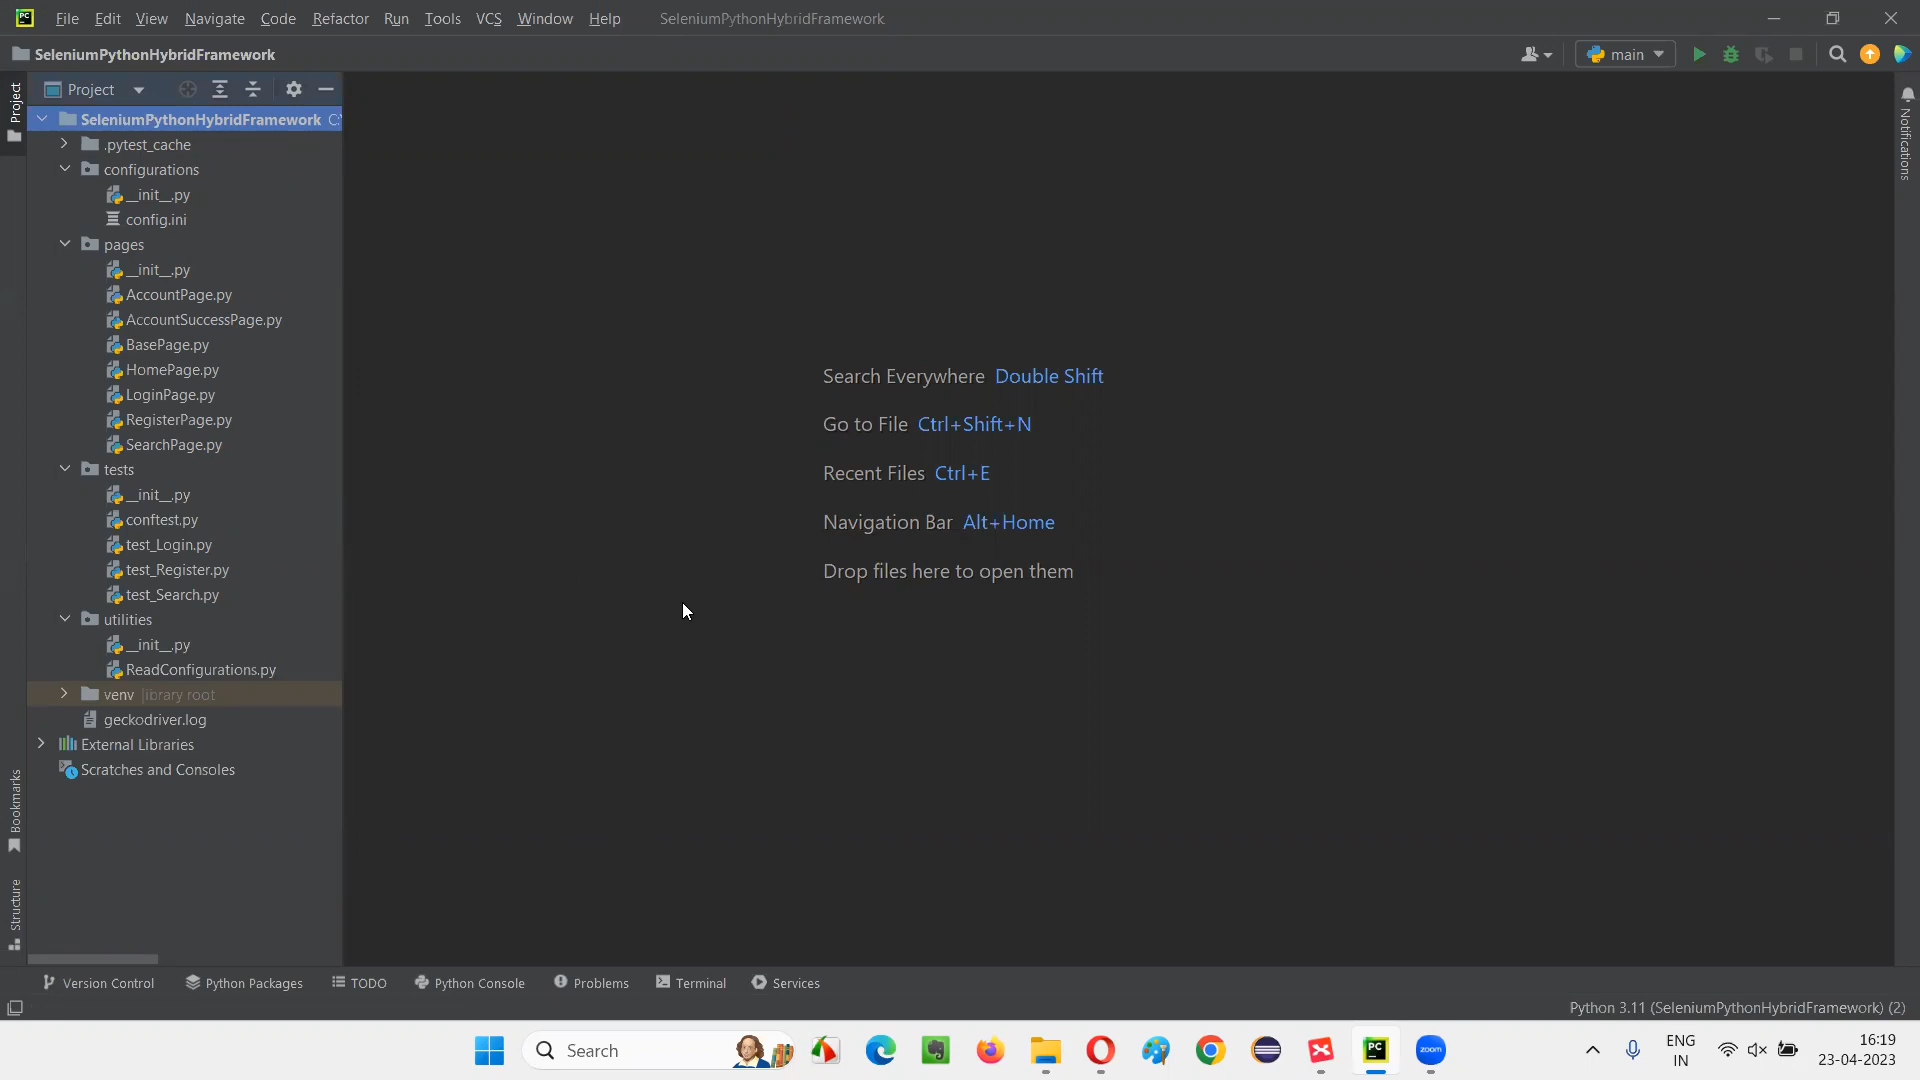 File Edit View Navigate Code Refactor Run Tools VCS Window Help SeleniumPythonHybridFramework
SeleniumPythonHybridFramework
main
Project
Project
SeleniumPythonHybridFramework C:\
.pytest_cache
configurations
__init__.py
config.ini
pages
__init__.py
AccountPage.py
AccountSuccessPage.py
BasePage.py
HomePage.py
LoginPage.py
RegisterPage.py
SearchPage.py
tests
__init__.py
conftest.py
test_Login.py
test_Register.py
test_Search.py
utilities
__init__.py
ReadConfigurations.py
venv library root
geckodriver.log
External Libraries
Scratches and Consoles
Bookmarks
Structure
Search Everywhere Double Shift
Go to File Ctrl+Shift+N
Recent Files Ctrl+E
Navigation Bar Alt+Home
Drop files here to open them
Notifications
Version Control Python Packages TODO Python Console Problems Terminal Services
Python 3.11 (SeleniumPythonHybridFramework) (2)
Search
PC
zoom
ENG
IN
16:19
23-04-2023